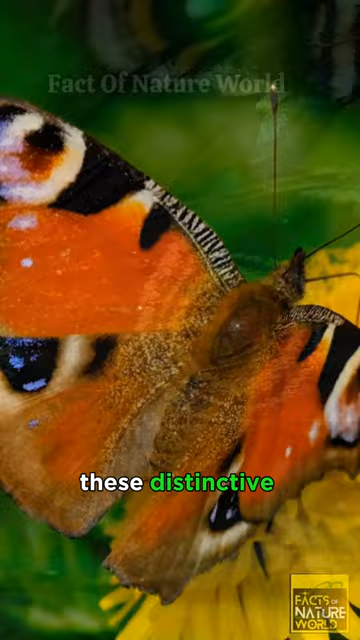 Fact Of Nature World
these distinctive
FACTS OF
NATURE
WORLD